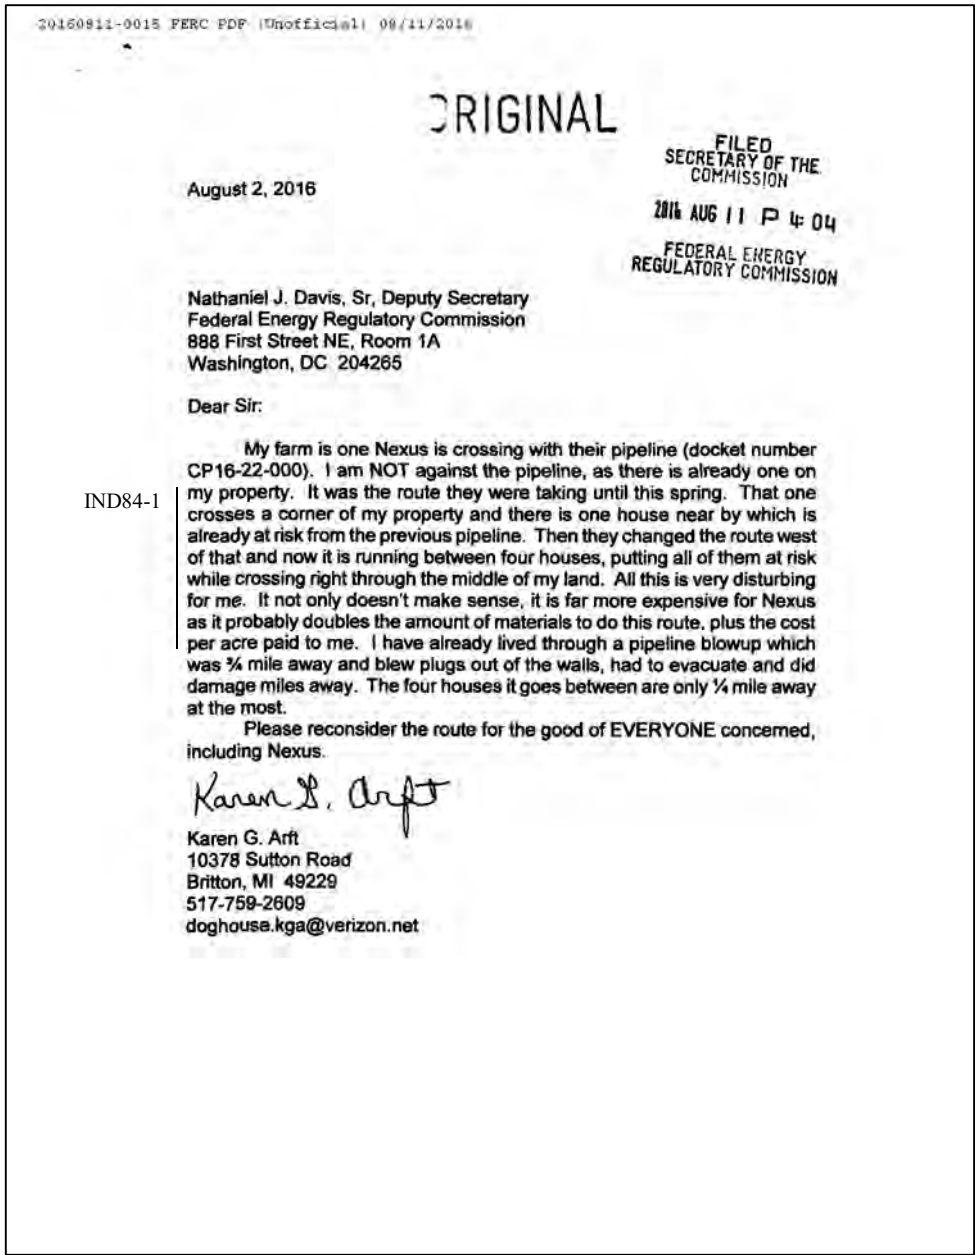 20160811-0015 FERC PDF (Unofficial) 08/11/2016
ORIGINAL
FILED
SECRETARY OF THE
COMMISSION
2016 AUG 11 P 4: 04
FEDERAL ENERGY
REGULATORY COMMISSION
August 2, 2016
Nathaniel J. Davis, Sr, Deputy Secretary
Federal Energy Regulatory Commission
888 First Street NE, Room 1A
Washington, DC 204265
Dear Sir:
My farm is one Nexus is crossing with their pipeline (docket number
CP16-22-000). I am NOT against the pipeline, as there is already one on
IND84-1
my property. It was the route they were taking until this spring. That one
crosses a corner of my property and there is one house near by which is
already at risk from the previous pipeline. Then they changed the route west
of that and now it is running between four houses, putting all of them at risk
while crossing right through the middle of my land. All this is very disturbing
for me. It not only doesn't make sense, it is far more expensive for Nexus
as it probably doubles the amount of materials to do this route, plus the cost
per acre paid to me. I have already lived through a pipeline blowup which
was ¾ mile away and blew plugs out of the walls, had to evacuate and did
damage miles away. The four houses it goes between are only ¼ mile away
at the most.
Please reconsider the route for the good of EVERYONE concerned,
including Nexus.
Karen G. Arft
Karen G. Arft
10378 Sutton Road
Britton, MI 49229
517-759-2609
doghouse.kga@verizon.net